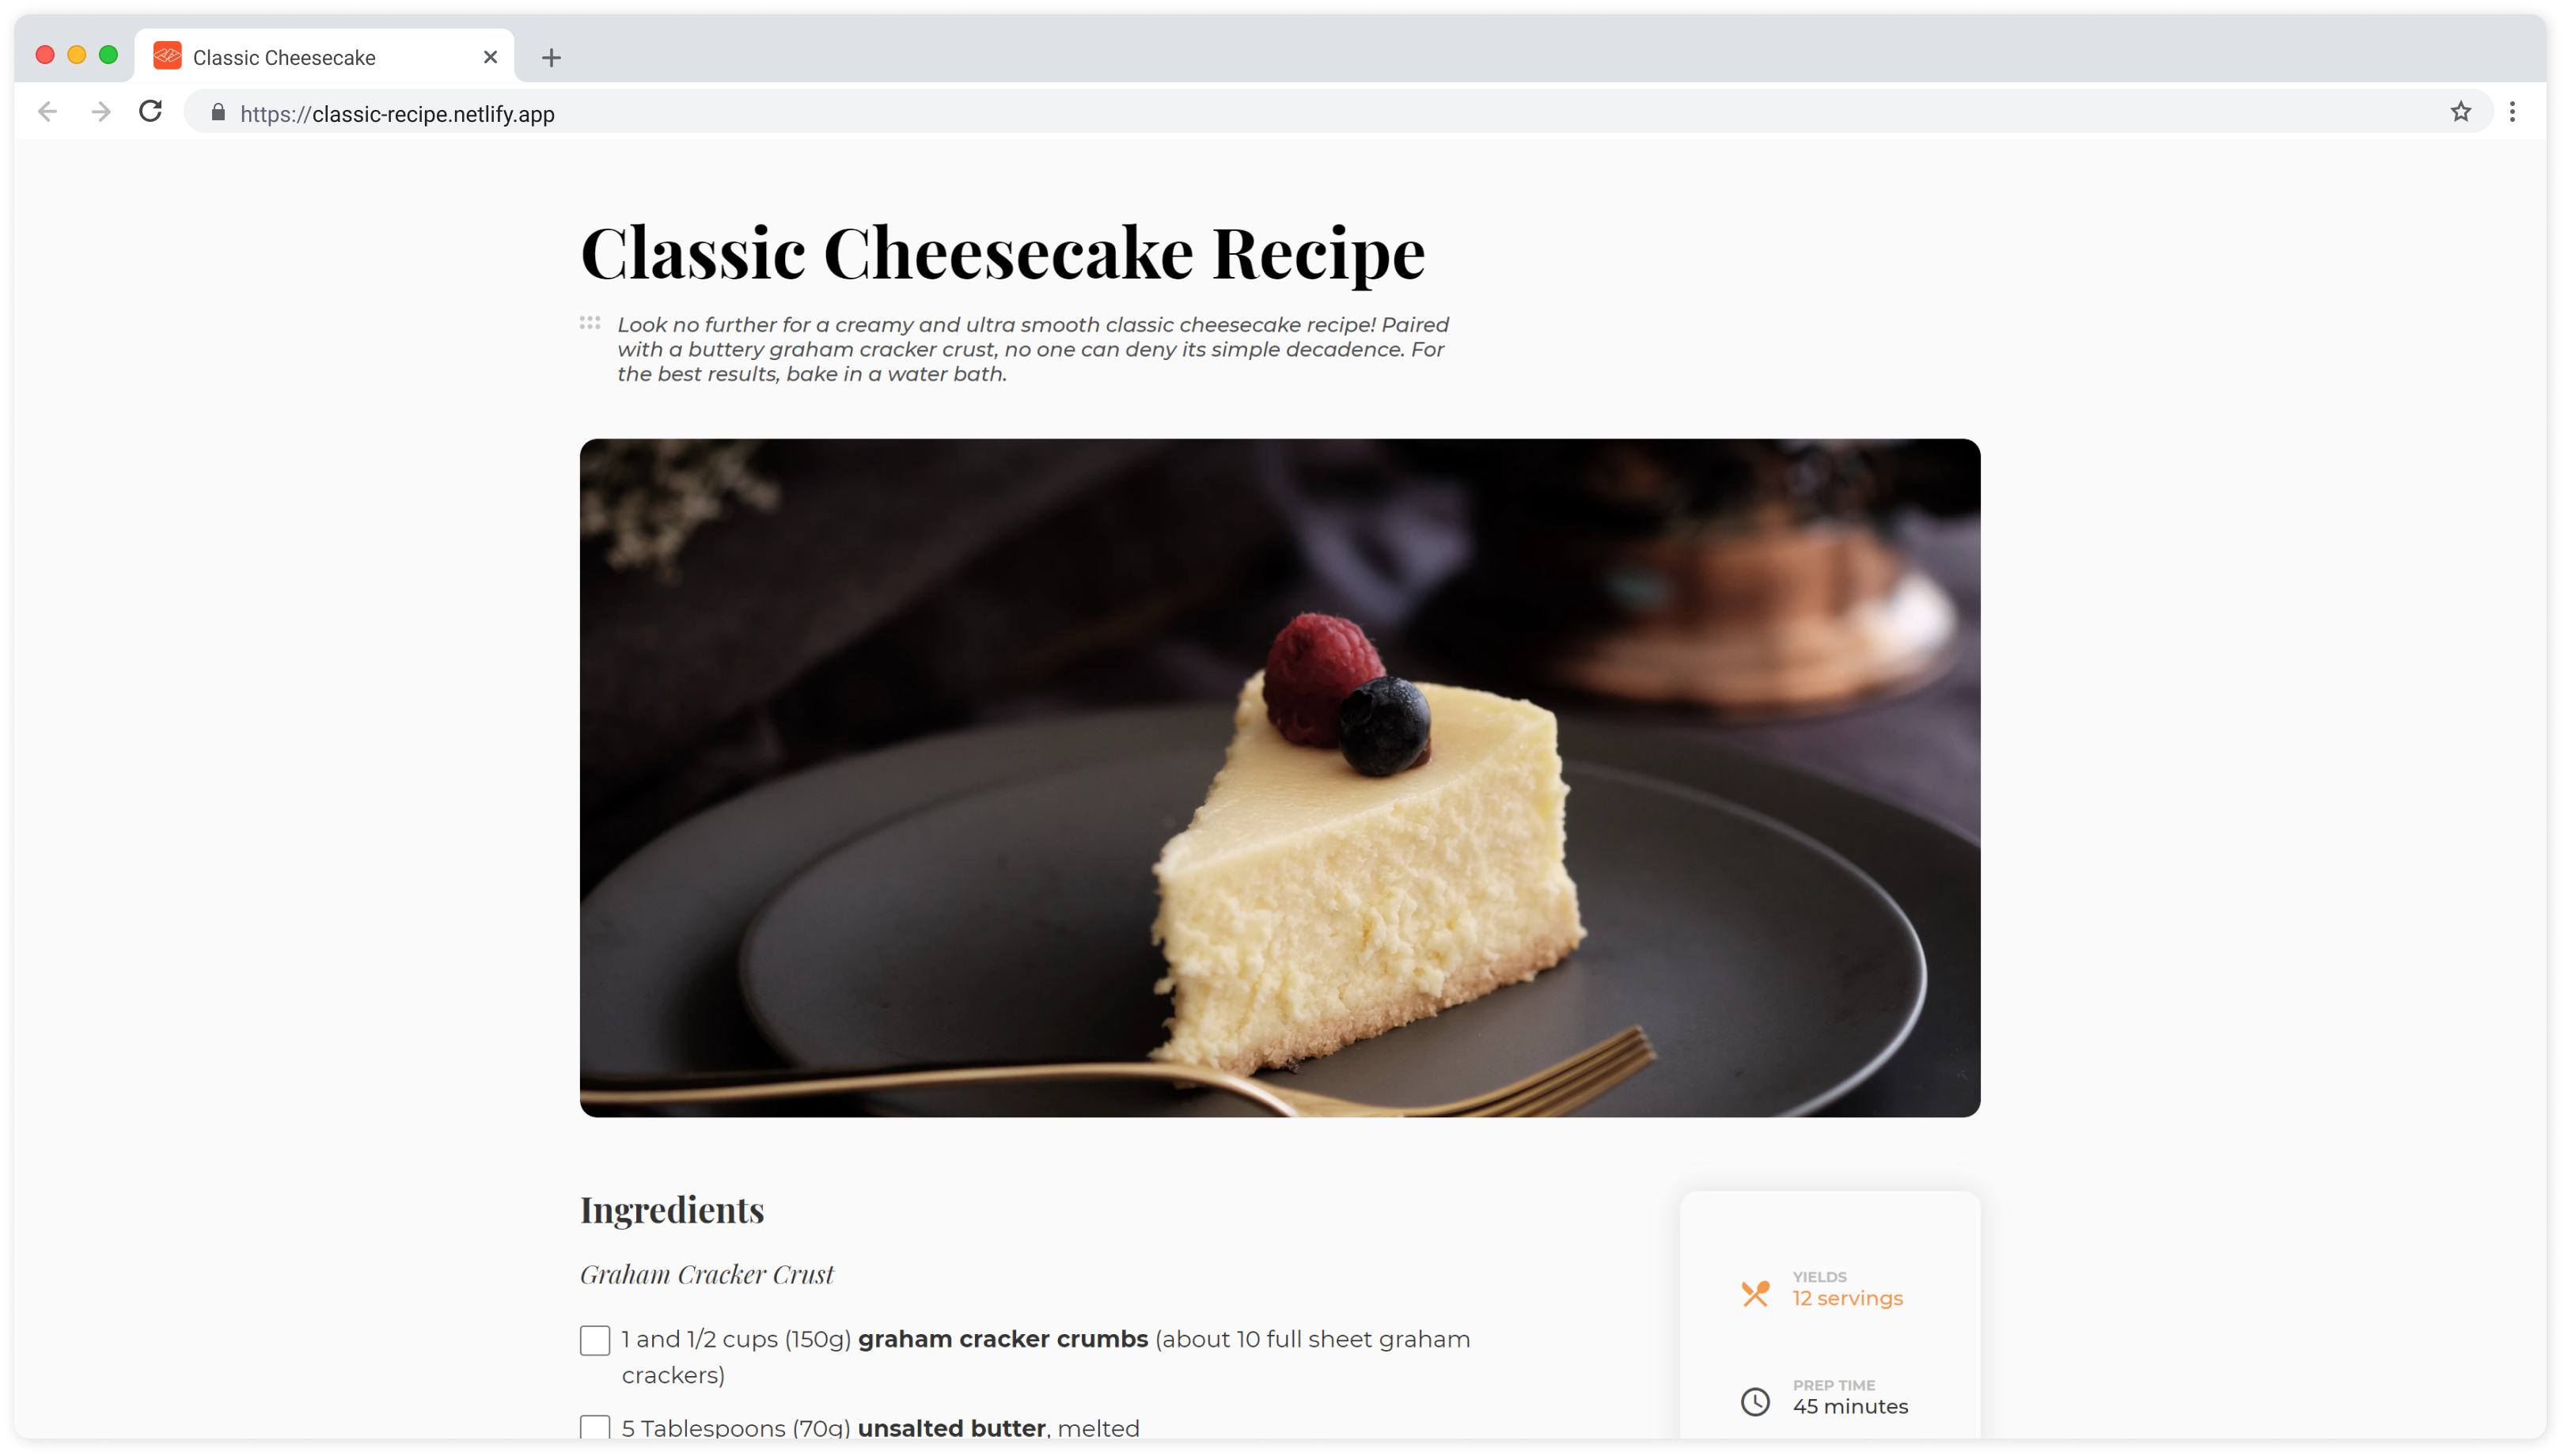 Classic Cheesecake
https://classic-recipe.netlify.app
Classic Cheesecake Recipe
Look no further for a creamy and ultra smooth classic cheesecake recipe! Paired
with a buttery graham cracker crust, no one can deny its simple decadence. For
the best results, bake in a water bath.
Ingredients
Graham Cracker Crust
1 and 1/2 cups (150g) graham cracker crumbs (about 10 full sheet graham
crackers)
5 Tablespoons (70g) unsalted butter, melted
YIELDS
12 servings
PREP TIME
45 minutes